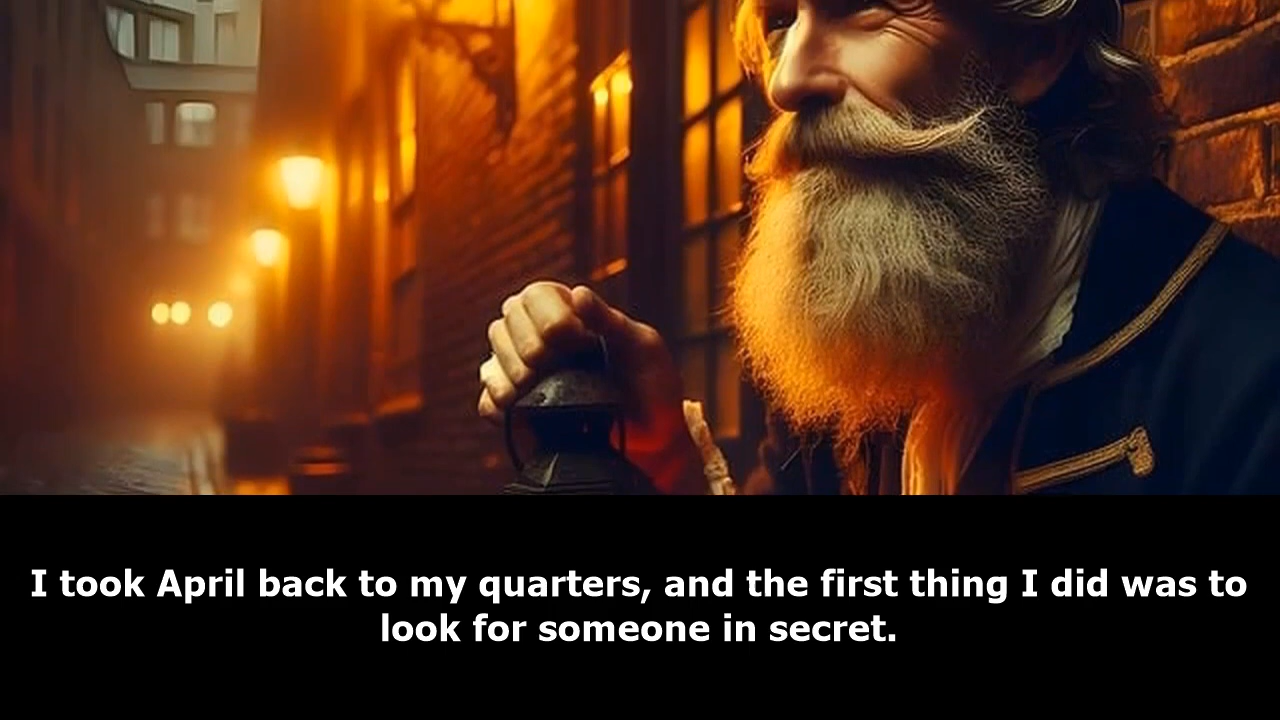 I took April back to my quarters, and the first thing I did was to
look for someone in secret.